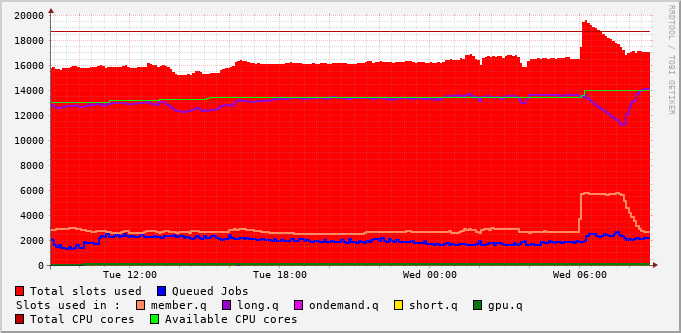 20000
18000
16000
14000
12000
10000
8000
6000
4000
2000
0
Tue 12:00 Tue 18:00 Wed 00:00 Wed 06:00
Total slots used Queued Jobs
Slots used in : member.q long.q ondemand.q short.q gpu.q
Total CPU cores Available CPU cores
RRDTOOL / TOBI OETIKER